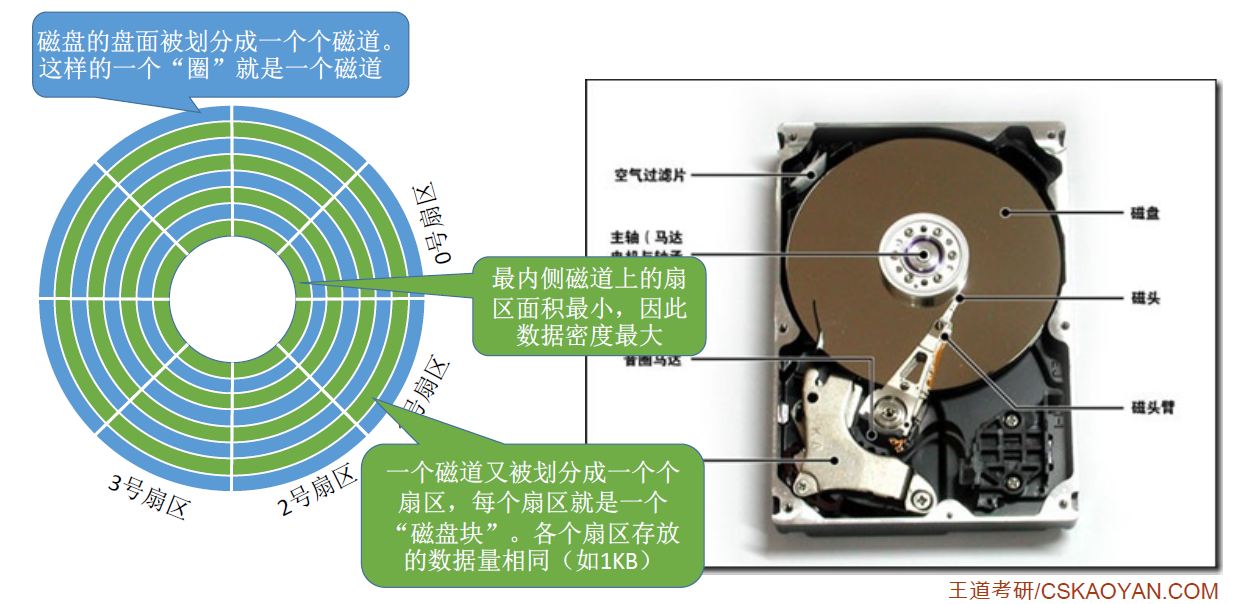 磁盘的盘面被划分成一个个磁道。
这样的一个“圈”就是一个磁道
0号扇区
号扇区
2号扇区
3号扇区
最内侧磁道上的扇
区面积最小，因此
数据密度最大
一个磁道又被划分成一个个
扇区，每个扇区就是一个
“磁盘块”。各个扇区存放
的数据量相同（如1KB）
空气过滤片
主轴（马达
音圈马达
磁盘
磁头
磁头臂
王道考研/CSKAOYAN.COM